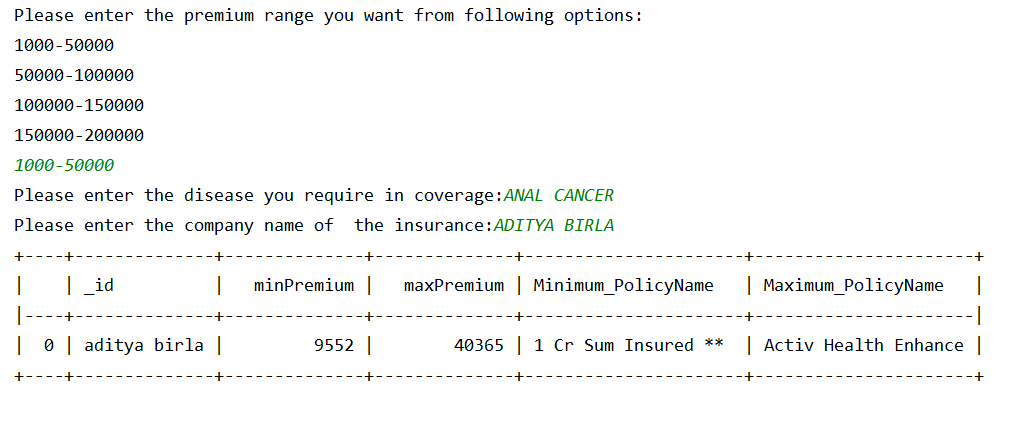 Please enter the premium range you want from following options:
1000-50000
50000-100000
100000-150000
150000-200000
1000-50000
Please enter the disease you require in coverage:ANAL CANCER
Please enter the company name of  the insurance:ADITYA BIRLA
+----+--------------+--------------+--------------+----------------------+----------------------+
|    | _id          |   minPremium |   maxPremium | Minimum_PolicyName   | Maximum_PolicyName   |
|----+--------------+--------------+--------------+----------------------+----------------------|
|  0 | aditya birla |         9552 |        40365 | 1 Cr Sum Insured **  | Activ Health Enhance |
+----+--------------+--------------+--------------+----------------------+----------------------+